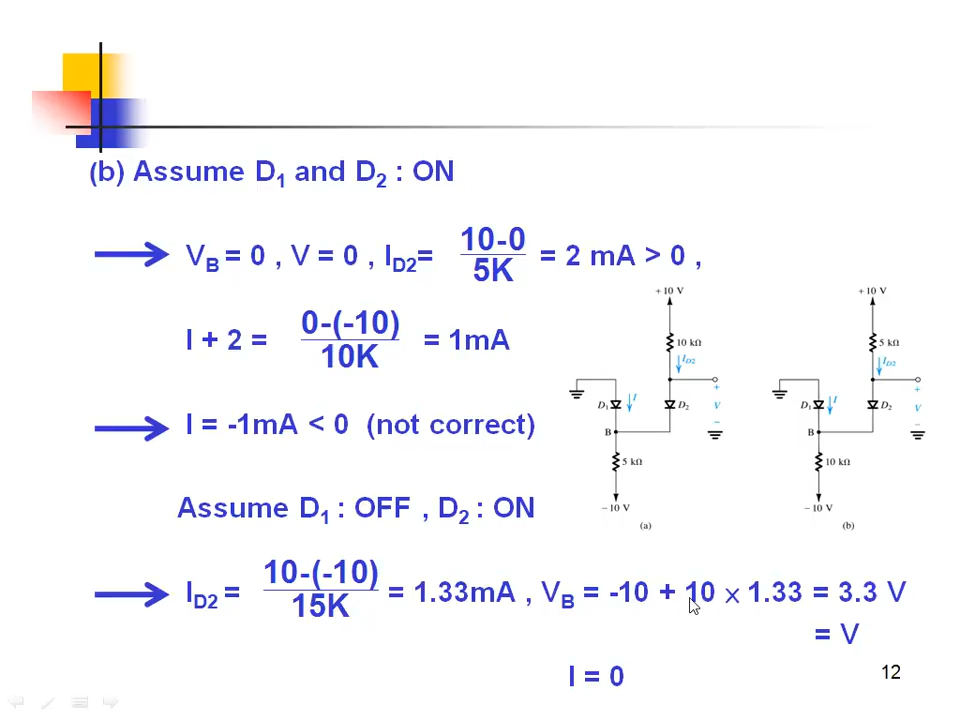 (b) Assume D1 and D2 : ON
VB = 0 , V = 0 , ID2= 10-0 / 5K = 2 mA > 0 ,
I + 2 = 0-(-10) / 10K = 1mA
I = -1mA < 0 (not correct)
Assume D1 : OFF , D2 : ON
ID2 = 10-(-10) / 15K = 1.33mA , VB = -10 + 10 × 1.33 = 3.3 V
= V
I = 0
+10 V
10 kΩ
ID2
D1
I
D2
+
V
−
B
5 kΩ
−10 V
(a)
+10 V
5 kΩ
ID2
D1
I
D2
+
V
−
B
10 kΩ
−10 V
(b)
12